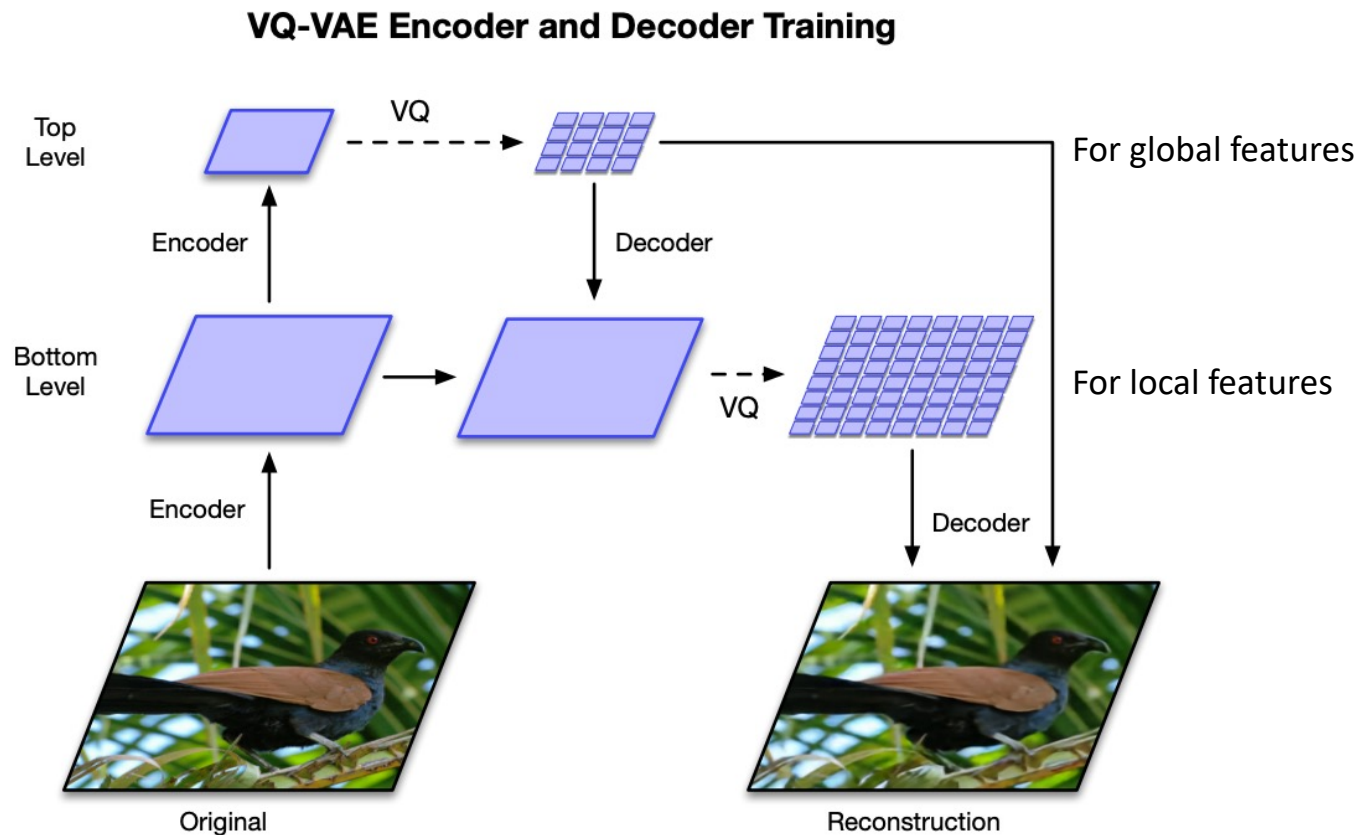 VQ-VAE Encoder and Decoder Training
Top
Level
VQ
For global features
Encoder
Decoder
Bottom
Level
VQ
For local features
Encoder
Decoder
Original
Reconstruction